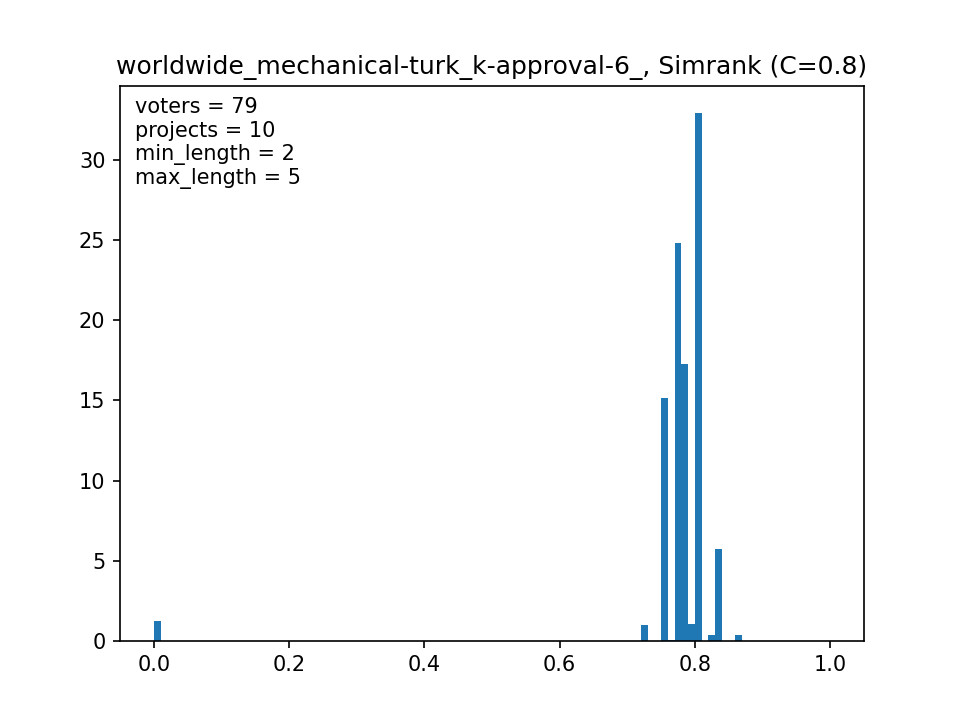 worldwide_mechanical-turk_k-approval-6_, Simrank (C=0.8)
voters = 79
projects = 10
min_length = 2
max_length = 5
30
25
20
15
10
5
0
0.0 0.2 0.4 0.6 0.8 1.0